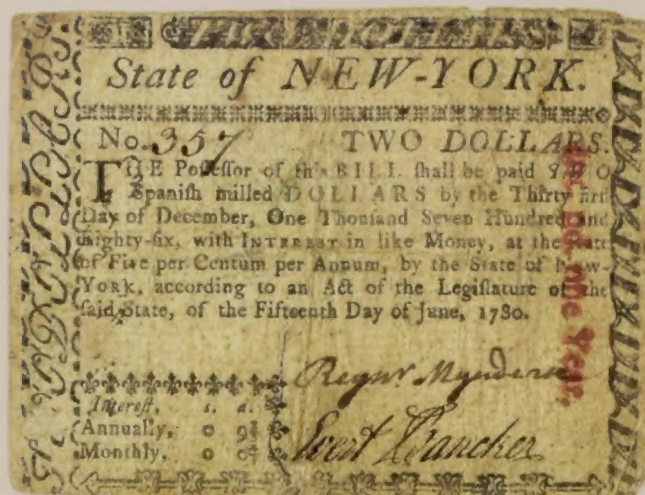 TWO DOLLARS
State of NEW-YORK.
No. 357 TWO DOLLARS.
THE Poſſeſſor of this BILL ſhall be paid TWO
Spaniſh milled DOLLARS by the Thirty firſt
Day of December, One Thouſand Seven Hundred and
Eighty-ſix, with INTEREST in like Money, at the Rate
of Five per Centum per Annum, by the State of New-
York, according to an Act of the Legiſlature of the
ſaid State, of the Fifteenth Day of June, 1780.
Intereſt, s. d.
Annually, 0 9
Monthly, 0 0
Evert Bancker
one Year.